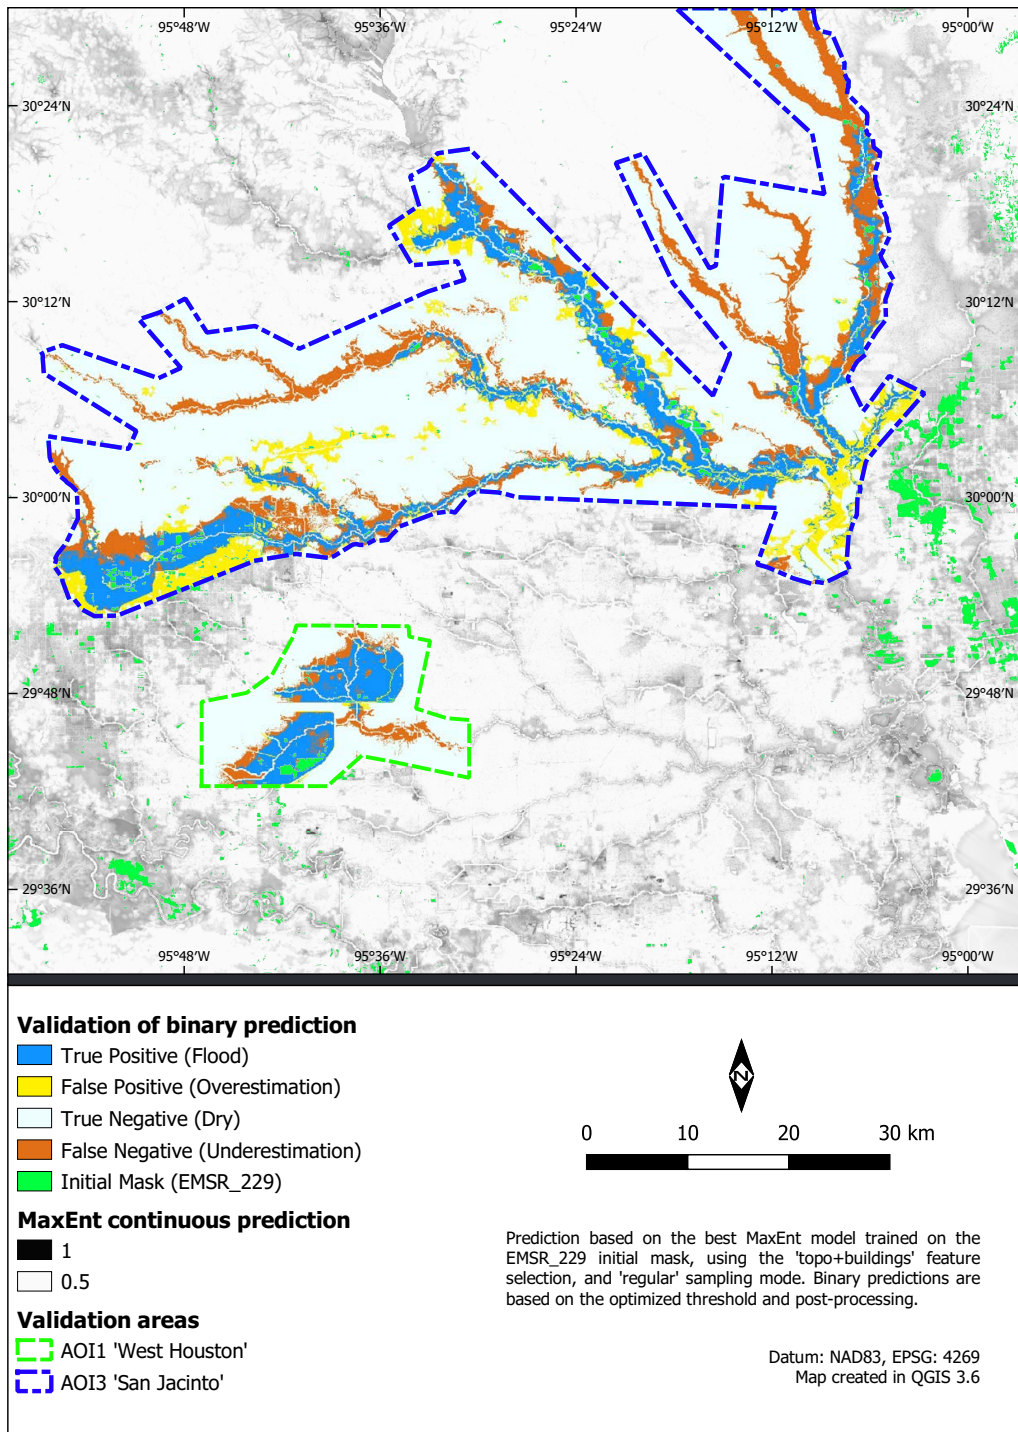 95°48′W 95°36′W 95°24′W 95°12′W 95°00′W
30°24′N 30°24′N
30°12′N 30°12′N
30°00′N 30°00′N
29°48′N 29°48′N
29°36′N 29°36′N
95°48′W 95°36′W 95°24′W 95°12′W 95°00′W
Validation of binary prediction
True Positive (Flood)
False Positive (Overestimation)
True Negative (Dry)
False Negative (Underestimation)
Initial Mask (EMSR_229)
MaxEnt continuous prediction
1
0.5
Validation areas
AOI1 'West Houston'
AOI3 'San Jacinto'
N
0 10 20 30 km
Prediction based on the best MaxEnt model trained on the
EMSR_229 initial mask, using the 'topo+buildings' feature
selection, and 'regular' sampling mode. Binary predictions are
based on the optimized threshold and post-processing.
Datum: NAD83, EPSG: 4269
Map created in QGIS 3.6